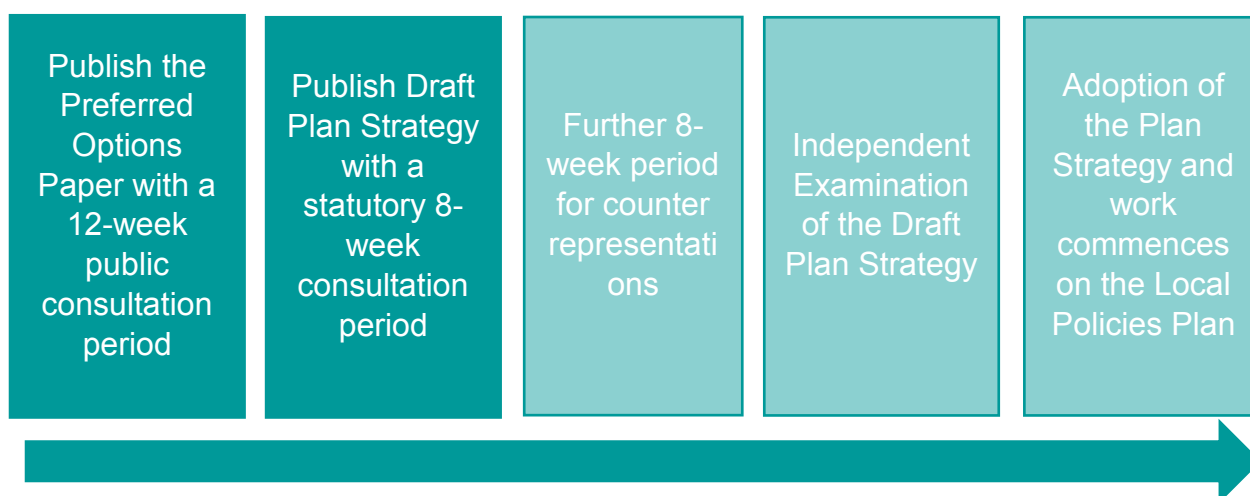 Publish the
Preferred
Options
Paper with a
12-week
public
consultation
period
Publish Draft
Plan Strategy
with a
statutory 8-
week
consultation
period
Further 8-
week period
for counter
representati
ons
Independent
Examination
of the Draft
Plan Strategy
Adoption of
the Plan
Strategy and
work
commences
on the Local
Policies Plan